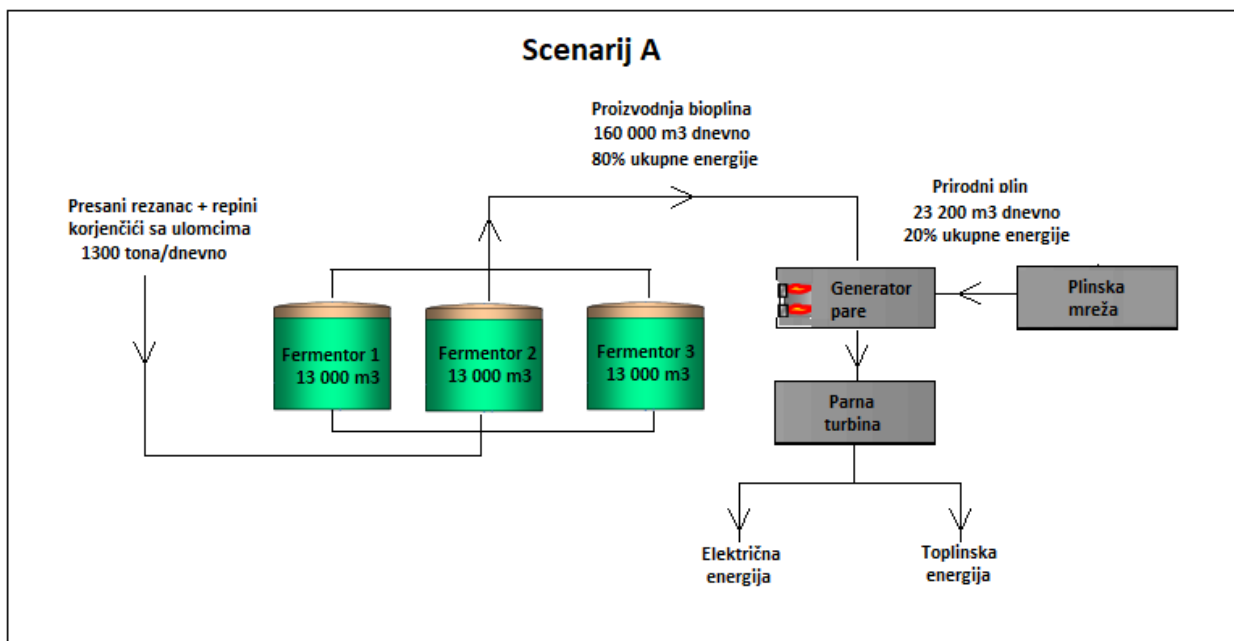 Scenarij A
Proizvodnja bioplina
160 000 m3 dnevno
80% ukupne energije
Prirodni plin
23 200 m3 dnevno
20% ukupne energije
Presani rezanac + repini
korjenčići sa ulomcima
1300 tona/dnevno
Generator
pare
Plinska
mreža
Fermentor 1
13 000 m3
Fermentor 2
13 000 m3
Fermentor 3
13 000 m3
Parna
turbina
Električna
energija
Toplinska
energija